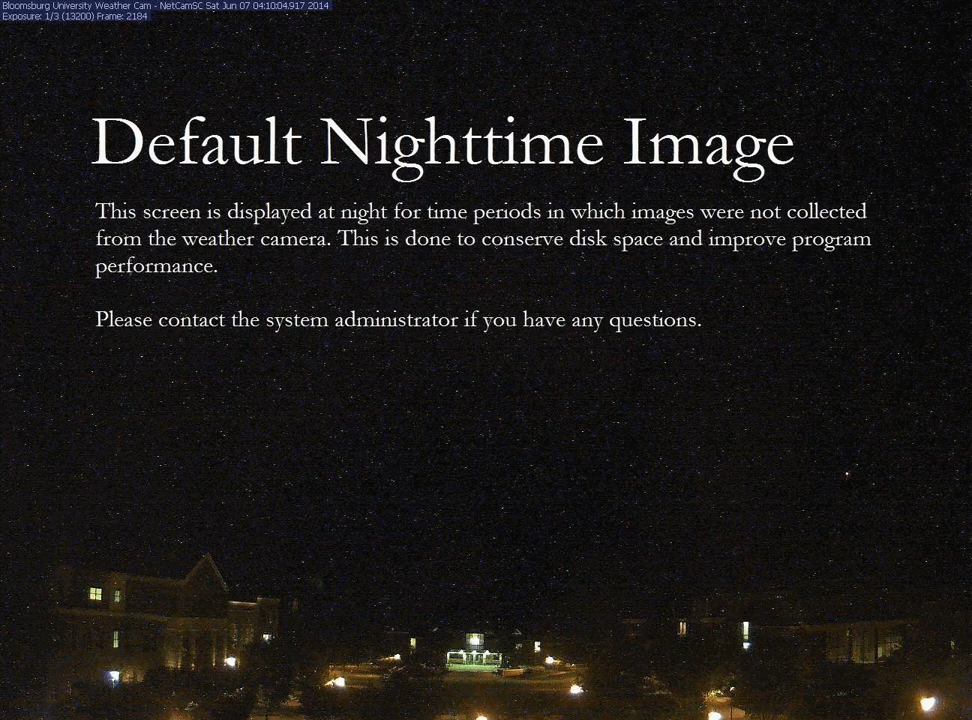 Bloomsburg University Weather Cam - NetCamSC Sat Jun 07 04:10:04.917 2014
Exposure: 1/3 (13200) Frame: 2184
Default Nighttime Image
This screen is displayed at night for time periods in which images were not collected
from the weather camera. This is done to conserve disk space and improve program
performance.
Please contact the system administrator if you have any questions.